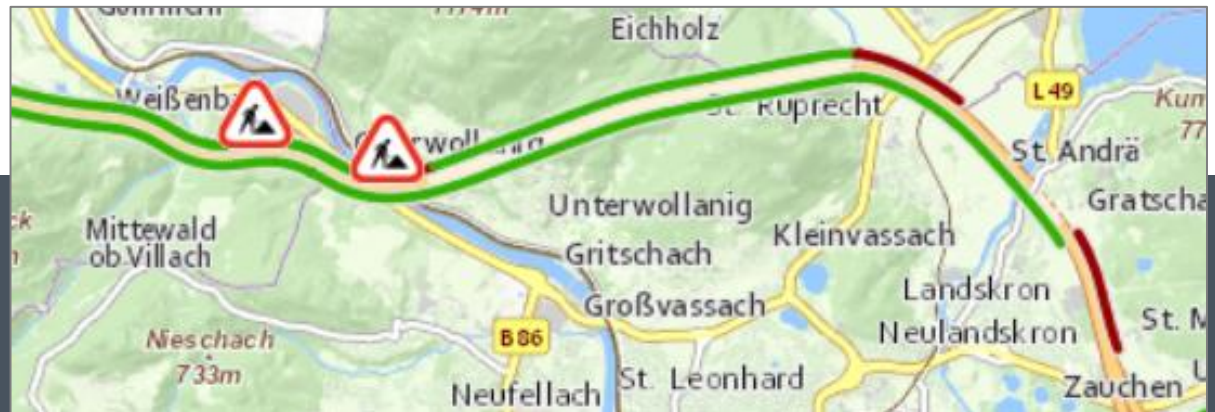 Eichholz
L 49
St. Ruprecht
St. Andrä
Unterwollanig
Gratscha
Mittewald
ob Villach
Kleinvassach
Gritschach
Landskron
Großvassach
St. M
Neulandskron
B 86
Nieschach
733m
St. Leonhard
Zauchen
Neufellach